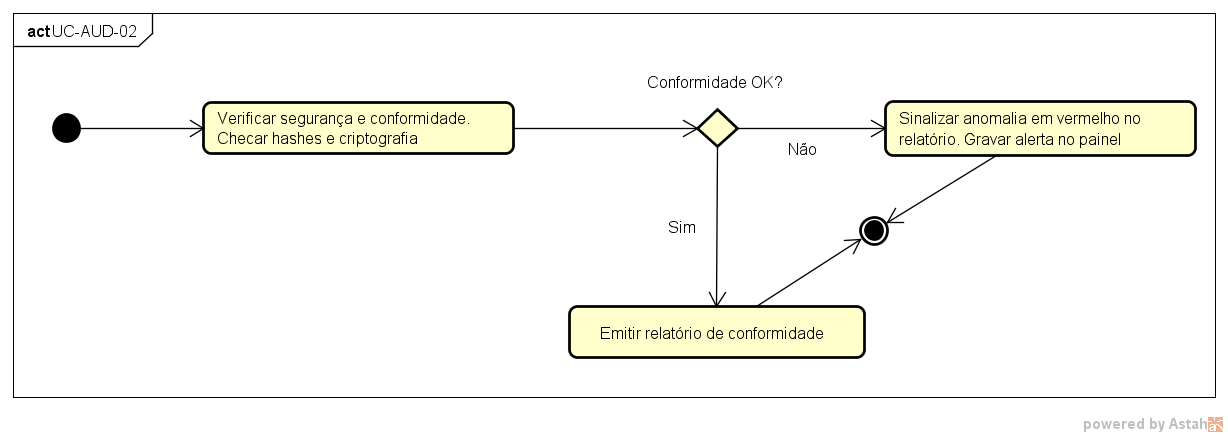 act UC-AUD-02
Conformidade OK?
Verificar segurança e conformidade.
Checar hashes e criptografia
Sinalizar anomalia em vermelho no
relatório. Gravar alerta no painel
Não
Sim
Emitir relatório de conformidade
powered by Astah